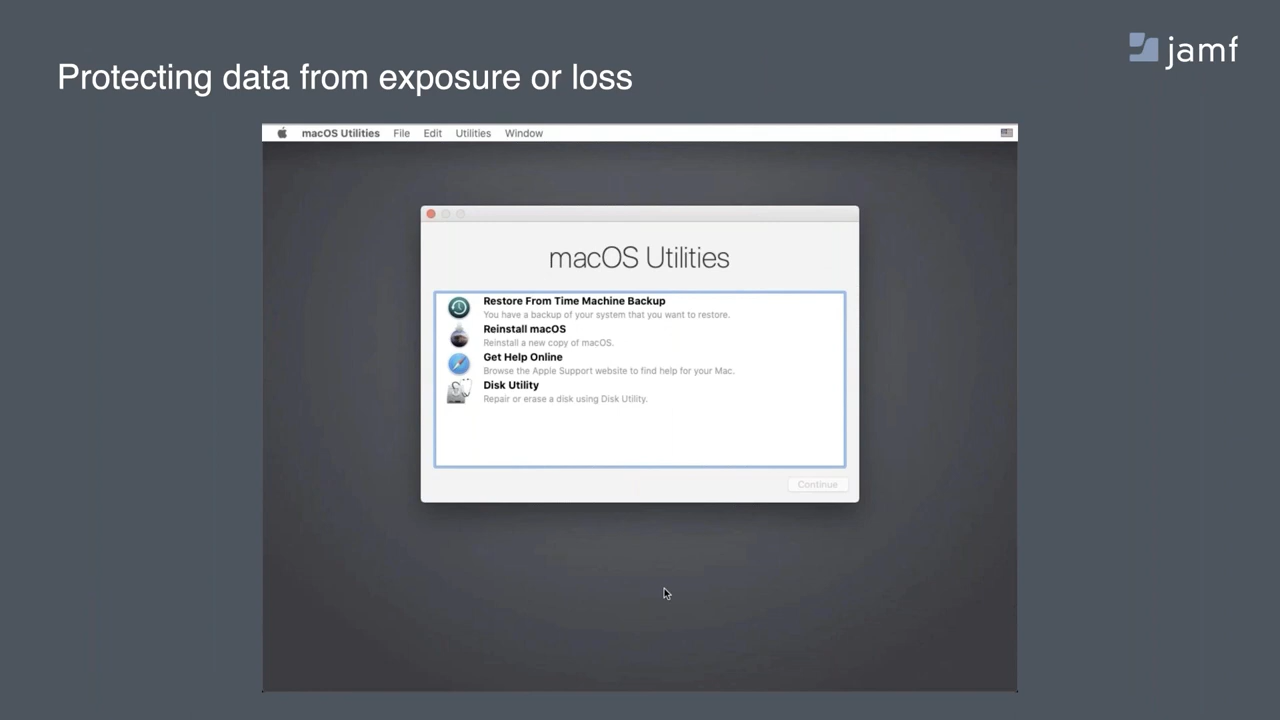 jamf
Protecting data from exposure or loss
macOS Utilities File Edit Utilities Window
macOS Utilities
Restore From Time Machine Backup
You have a backup of your system that you want to restore.
Reinstall macOS
Reinstall a new copy of macOS.
Get Help Online
Browse the Apple Support website to find help for your Mac.
Disk Utility
Repair or erase a disk using Disk Utility.
Continue